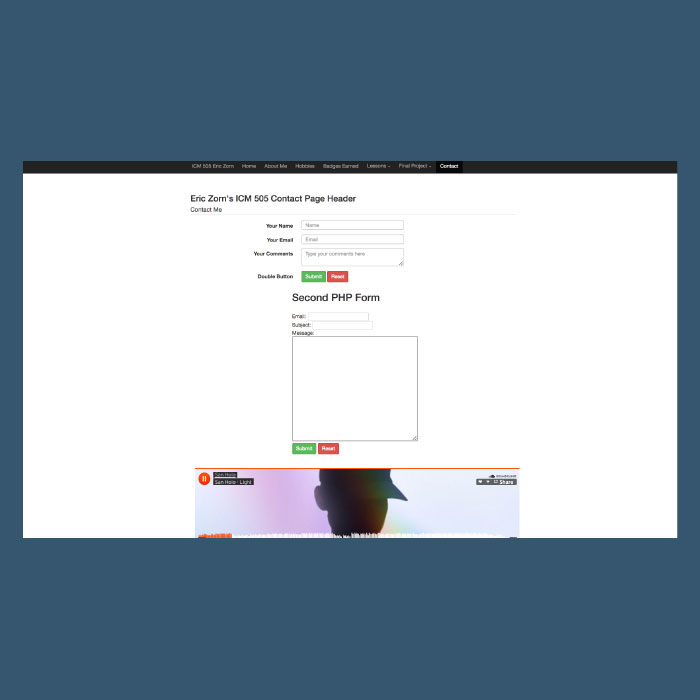 ICM 505 Eric Zorn Home About Me Hobbies Badges Earned Lessons Final Project Contact
Eric Zorn's ICM 505 Contact Page Header
Contact Me
Your Name Name
Your Email Email
Your Comments Type your comments here
Double Button Submit Reset
Second PHP Form
Email:
Subject:
Message:
Submit Reset
San Holo
San Holo - Light
Share